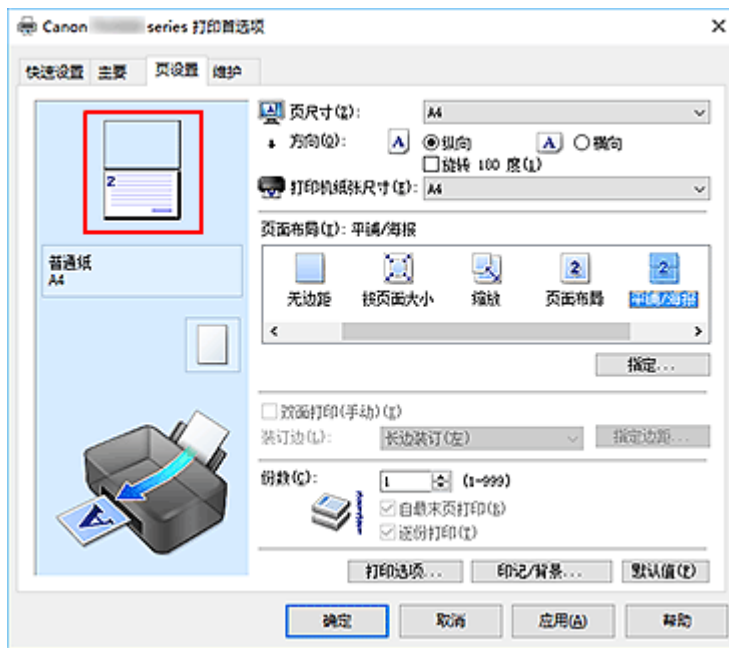 Canon series 打印首选项
快速设置 主要 页设置 维护
2
普通纸
A4
页尺寸(Z): A4
方向(O): A 纵向 A 横向
旋转 180 度(1)
打印机纸张尺寸(E): A4
页面布局(I): 平铺/海报
2 2
无边距 按页面大小 缩放 页面布局 平铺/海报
指定...
双面打印(手动)(X)
装订边(L): 长边装订(左) 指定边距...
份数(C): 1 (1-999)
自最末页打印(B)
逐份打印(T)
打印选项... 印记/背景... 默认值(F)
确定 取消 应用(A) 帮助